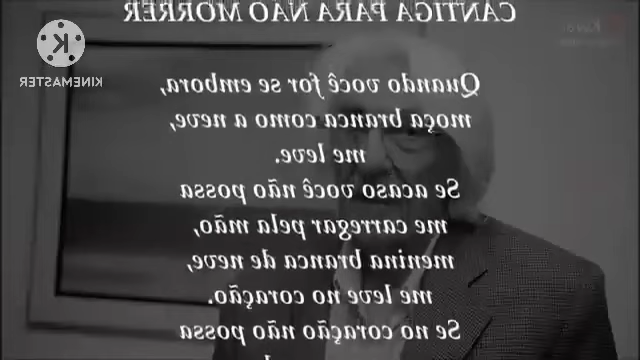 CANTIGA PARA NÃO MORRER
KINEMASTER
Quando você for se embora,
moça branca como a neve,
me leve.
Se acaso você não possa
me carregar pela mão,
menina branca de neve,
me leve no coração.
Se no coração não possa